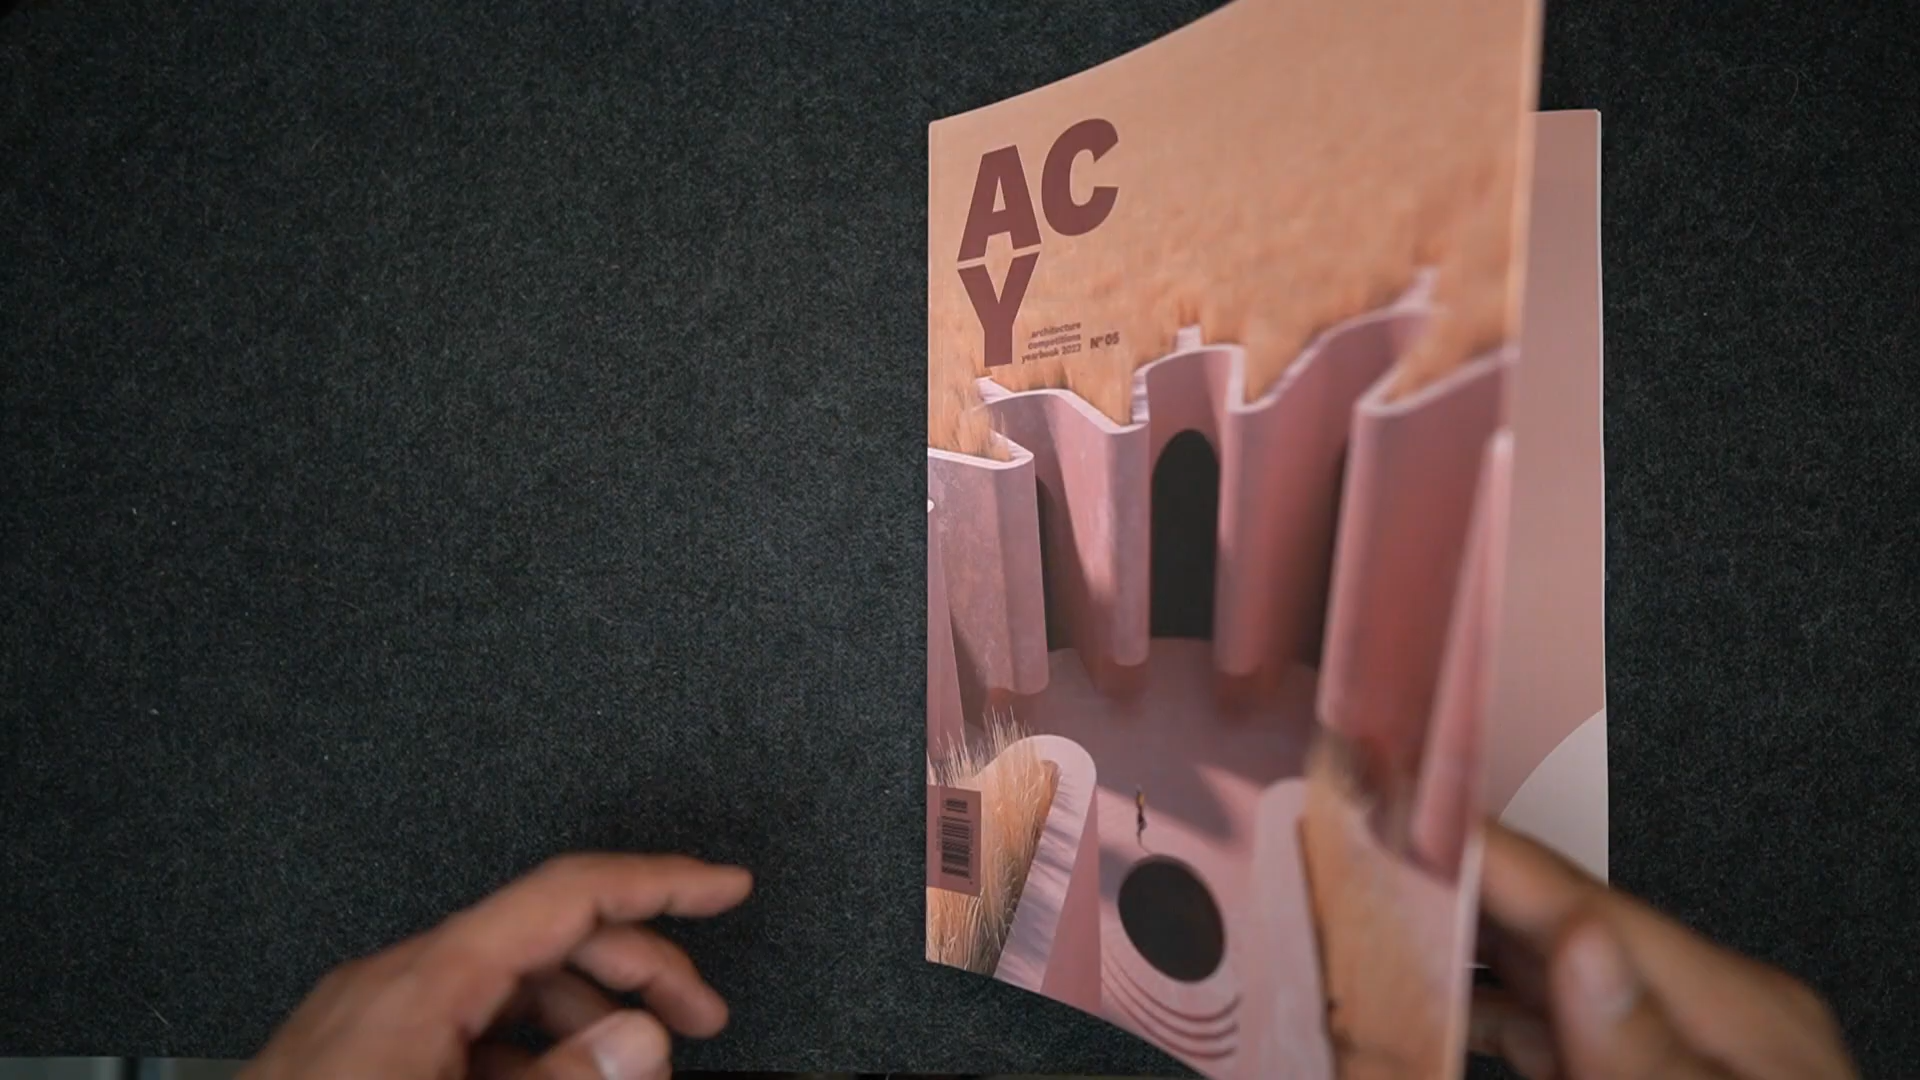 AC
Y
architecture
competitions
yearbook 2022
Nº 05